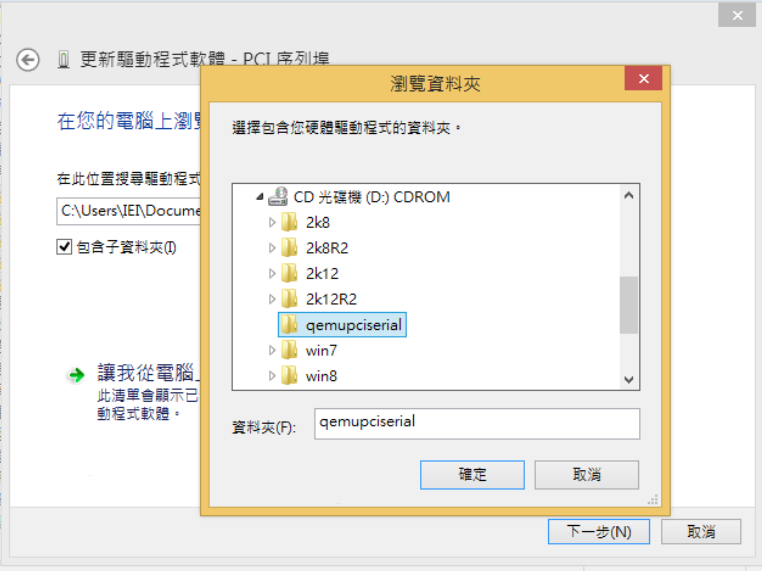 更新驅動程式軟體 - PCI 序列埠
瀏覽資料夾
在您的電腦上瀏覽
選擇包含您硬體驅動程式的資料夾。
在此位置搜尋驅動程式
C:\Users\IEI\Docume
包含子資料夾(I)
CD 光碟機 (D:) CDROM
2k8
2k8R2
2k12
2k12R2
qemupciserial
win7
win8
讓我從電腦
此清單會顯示已
動程式軟體。
資料夾(F):
qemupciserial
確定
取消
下一步(N)
取消